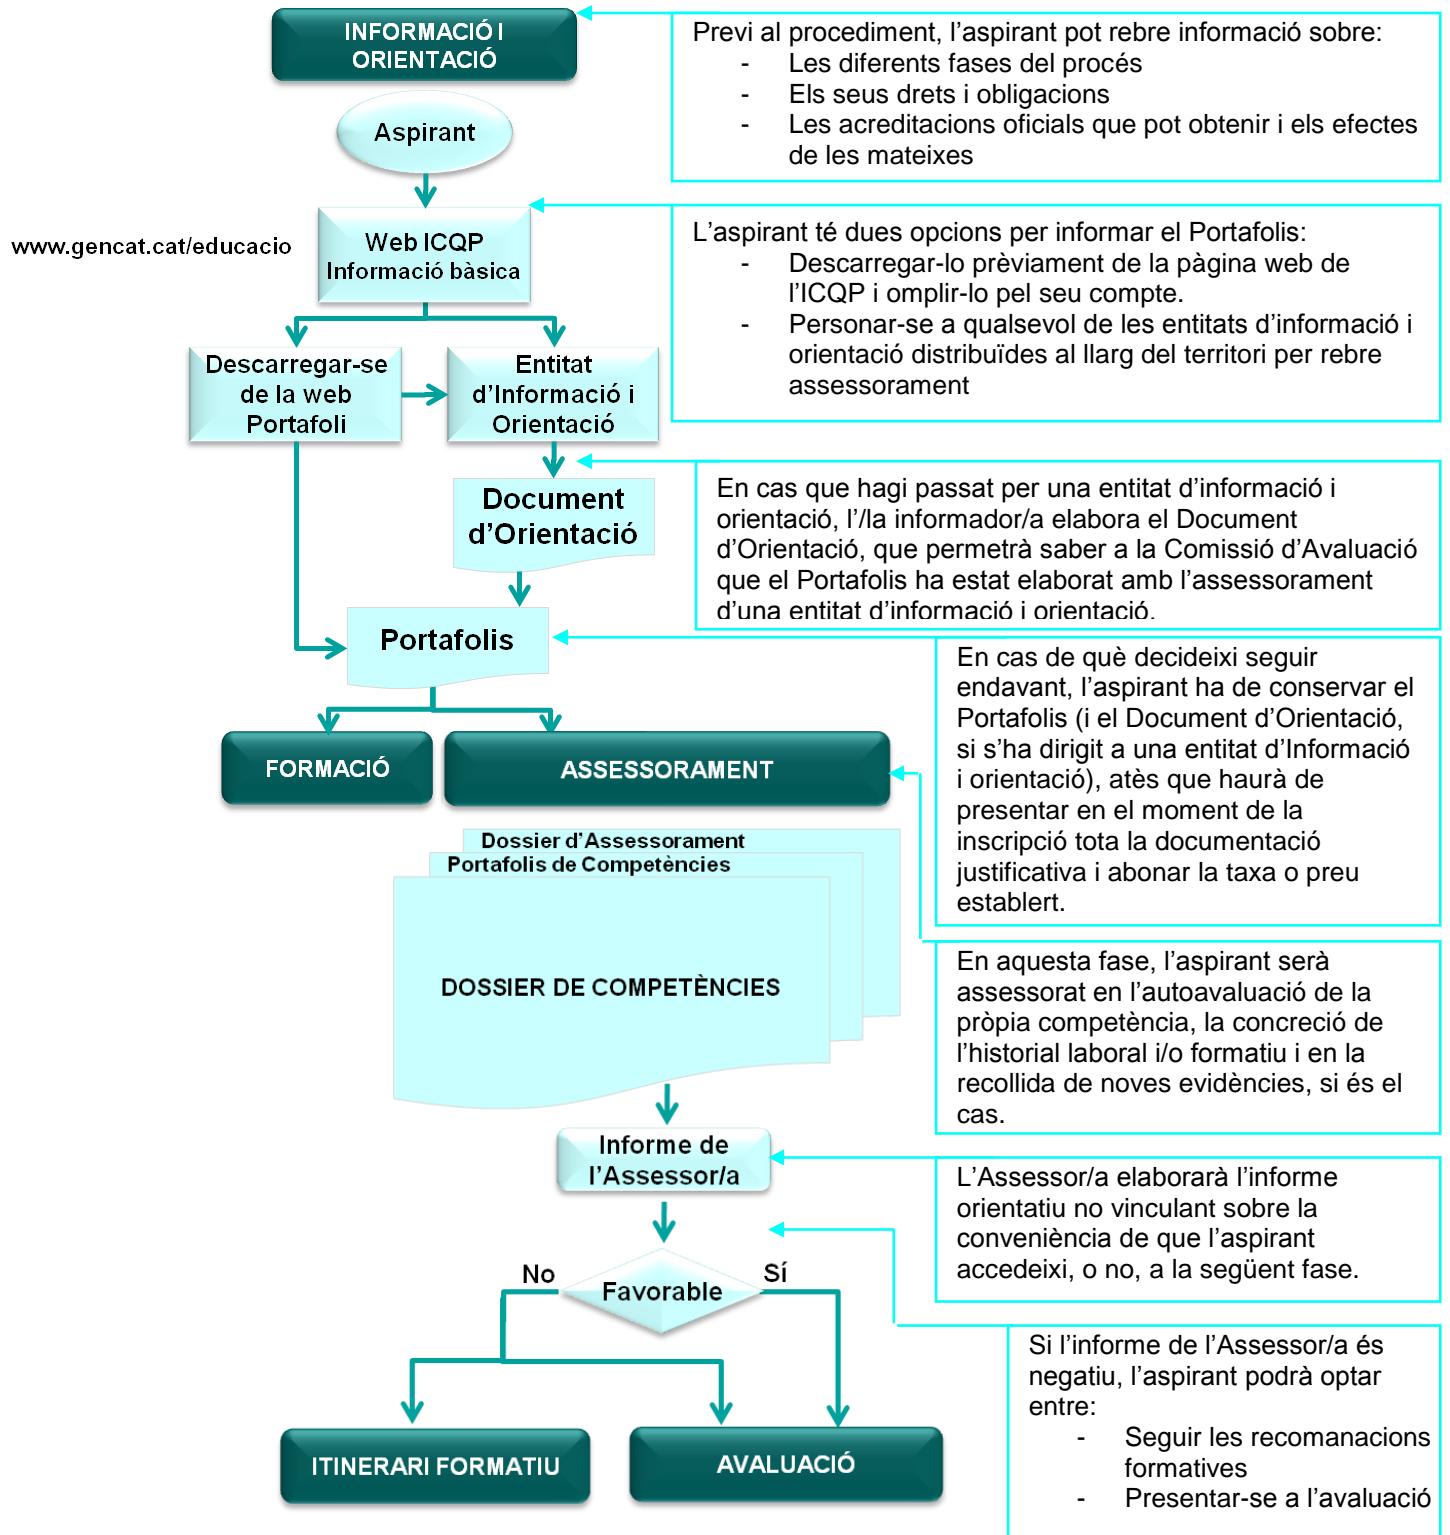 INFORMACIÓ I
ORIENTACIÓ
Previ al procediment, l’aspirant pot rebre informació sobre:
- Les diferents fases del procés
- Els seus drets i obligacions
- Les acreditacions oficials que pot obtenir i els efectes
de les mateixes
Aspirant
www.gencat.cat/educacio
Web ICQP
Informació bàsica
L’aspirant té dues opcions per informar el Portafolis:
- Descarregar-lo prèviament de la pàgina web de
l’ICQP i omplir-lo pel seu compte.
- Personar-se a qualsevol de les entitats d’informació i
orientació distribuïdes al llarg del territori per rebre
assessorament
Descarregar-se
de la web
Portafoli
Entitat
d’Informació i
Orientació
Document
d’Orientació
En cas que hagi passat per una entitat d’informació i
orientació, l’/la informador/a elabora el Document
d’Orientació, que permetrà saber a la Comissió d’Avaluació
que el Portafolis ha estat elaborat amb l’assessorament
d’una entitat d’informació i orientació.
Portafolis
En cas de què decideixi seguir
endavant, l’aspirant ha de conservar el
Portafolis (i el Document d’Orientació,
si s’ha dirigit a una entitat d’Informació
i orientació), atès que haurà de
presentar en el moment de la
inscripció tota la documentació
justificativa i abonar la taxa o preu
establert.
FORMACIÓ
ASSESSORAMENT
Dossier d’Assessorament
Portafolis de Competències
DOSSIER DE COMPETÈNCIES
En aquesta fase, l’aspirant serà
assessorat en l’autoavaluació de la
pròpia competència, la concreció de
l’historial laboral i/o formatiu i en la
recollida de noves evidències, si és el
cas.
Informe de
l’Assessor/a
L’Assessor/a elaborarà l’informe
orientatiu no vinculant sobre la
conveniència de que l’aspirant
accedeixi, o no, a la següent fase.
No
Favorable
Sí
Si l’informe de l’Assessor/a és
negatiu, l’aspirant podrà optar
entre:
- Seguir les recomanacions
formatives
- Presentar-se a l’avaluació
ITINERARI FORMATIU
AVALUACIÓ